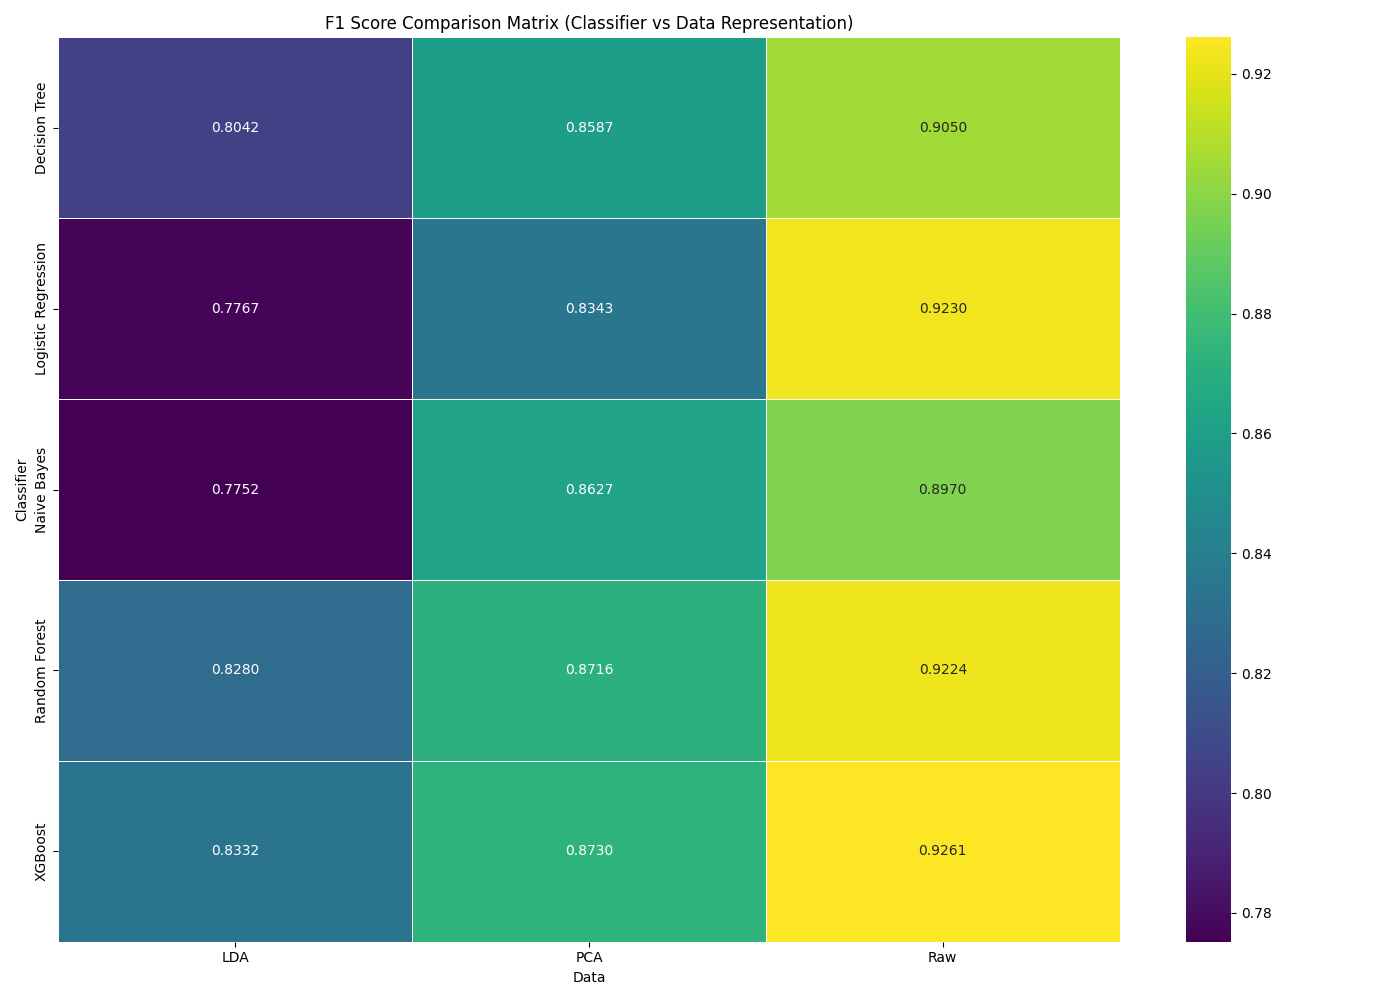 F1 Score Comparison Matrix (Classifier vs Data Representation)
Classifier
Decision Tree
0.8042
0.8587
0.9050
Logistic Regression
0.7767
0.8343
0.9230
Naive Bayes
0.7752
0.8627
0.8970
Random Forest
0.8280
0.8716
0.9224
XGBoost
0.8332
0.8730
0.9261
LDA
PCA
Raw
Data
0.92
0.90
0.88
0.86
0.84
0.82
0.80
0.78